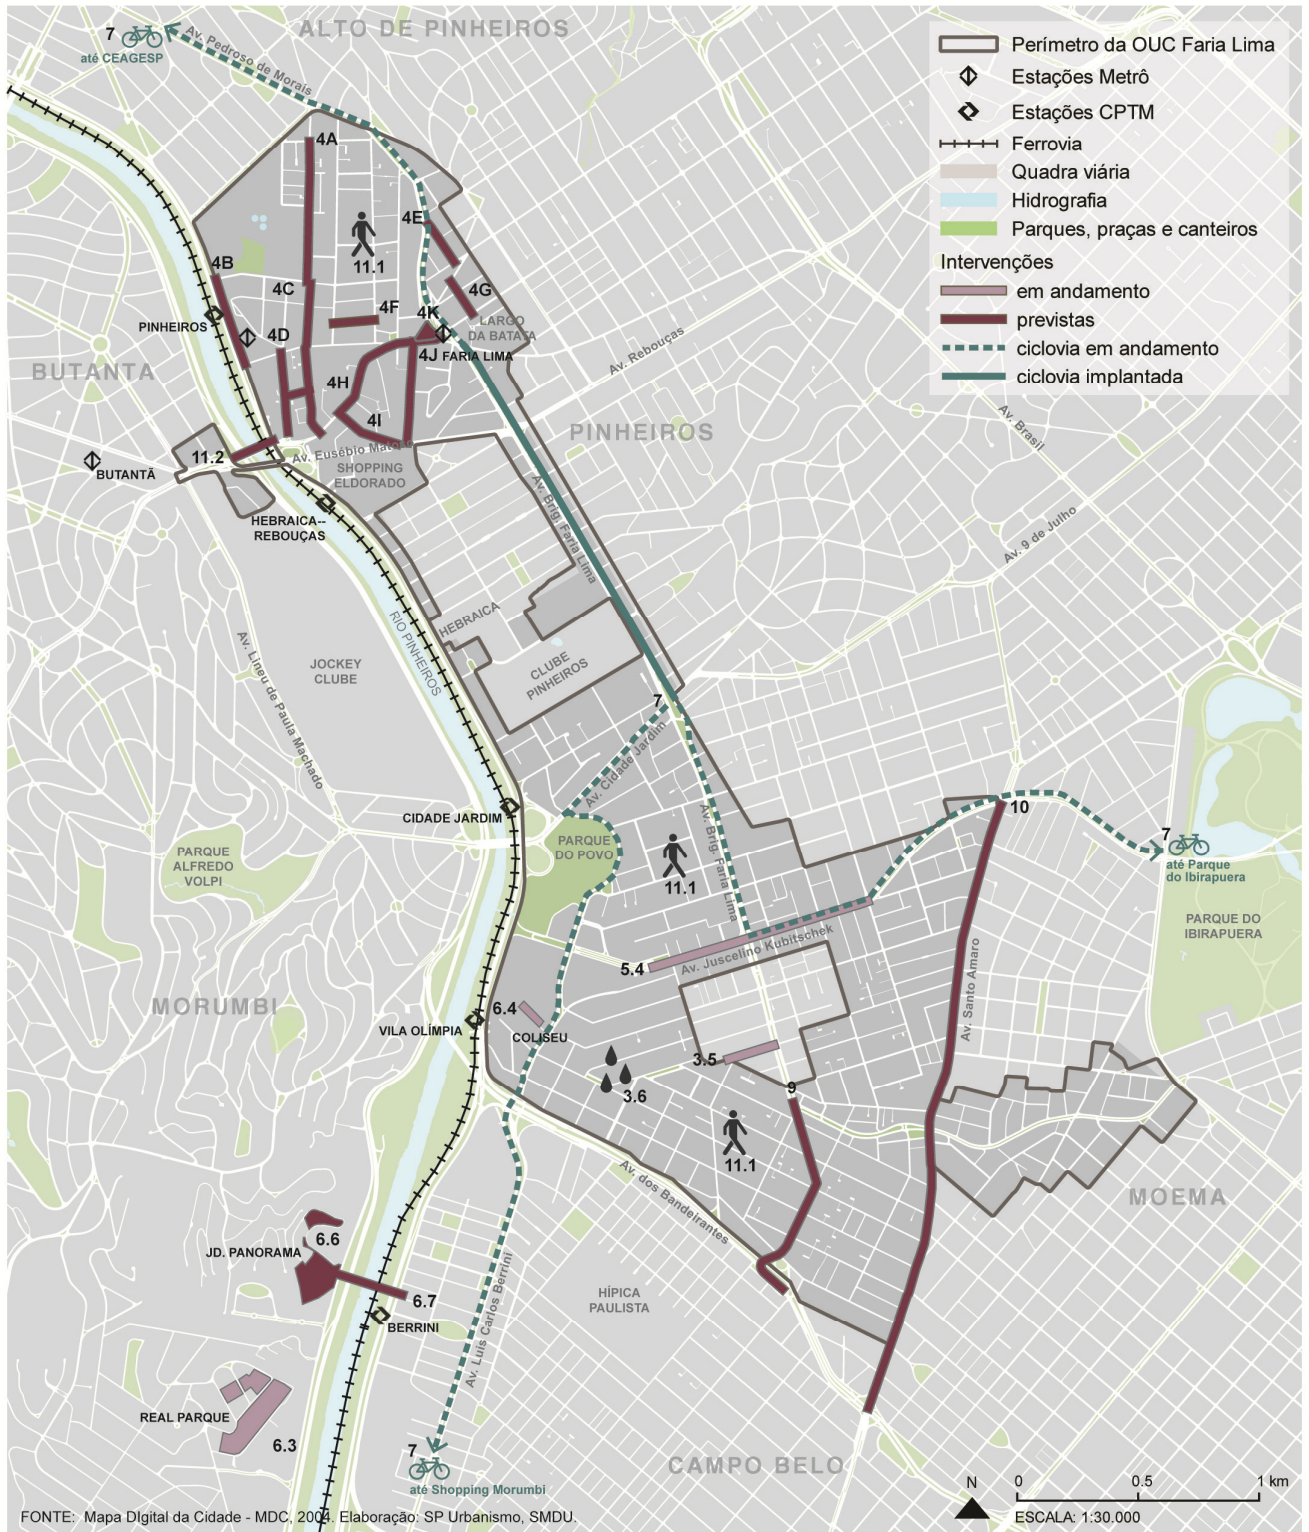 ALTO DE PINHEIROS
7
até CEAGESP
Av. Pedroso de Morais
Perímetro da OUC Faria Lima
Estações Metrô
Estações CPTM
Ferrovia
Quadra viária
Hidrografia
Parques, praças e canteiros
Intervenções
em andamento
previstas
ciclovia em andamento
ciclovia implantada
4A
4E
11.1
4B
4C
4G
4F
4K
PINHEIROS
4D
LARGO
DA BATATA
4J
FARIA LIMA
Av. Rebouças
BUTANTA
4H
4I
Av. Brasil
PINHEIROS
11.2
Av. Eusébio Matoso
SHOPPING
ELDORADO
BUTANTÃ
HEBRAICA--
REBOUÇAS
Av. Brig. Faria Lima
Av. 9 de Julho
HEBRAICA
RIO PINHEIROS
Av. Lineu de Paula Machado
JOCKEY
CLUBE
CLUBE
PINHEIROS
7
Av. Cidade Jardim
CIDADE JARDIM
Av. Brig. Faria Lima
10
PARQUE
DO POVO
7
até Parque
do Ibirapuera
PARQUE
ALFREDO
VOLPI
11.1
PARQUE DO
IBIRAPUERA
Av. Juscelino Kubitschek
5.4
Av. Santo Amaro
MORUMBI
6.4
VILA OLÍMPIA
COLISEU
3.5
3.6
9
11.1
Av. dos Bandeirantes
MOEMA
6.6
JD. PANORAMA
6.7
HÍPICA
PAULISTA
BERRINI
Av. Luis Carlos Berrini
REAL PARQUE
6.3
7
até Shopping Morumbi
CAMPO BELO
N
0
0.5
1 km
ESCALA: 1:30.000
FONTE: Mapa DIgital da Cidade - MDC, 2004. Elaboração: SP Urbanismo, SMDU.